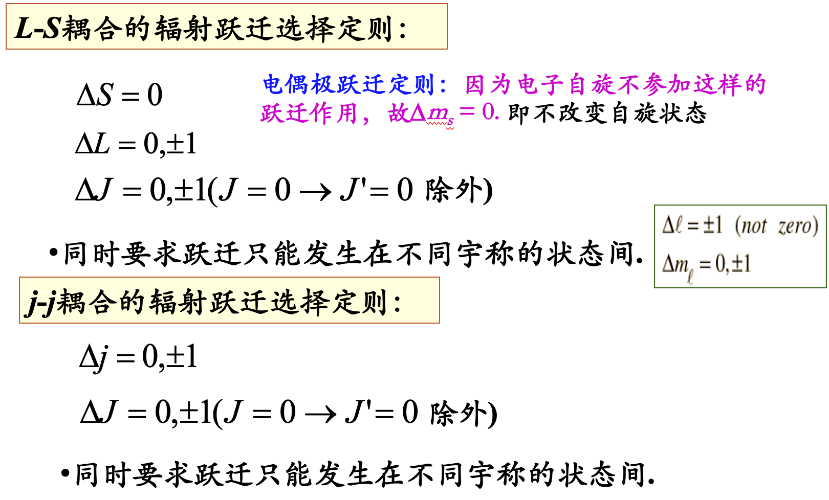 L-S耦合的辐射跃迁选择定则：
ΔS = 0
电偶极跃迁定则：因为电子自旋不参加这样的
跃迁作用，故Δmₛ = 0. 即不改变自旋状态
ΔL = 0,±1
ΔJ = 0,±1(J = 0 → J'= 0 除外)
•同时要求跃迁只能发生在不同宇称的状态间.
Δℓ = ±1 (not zero)
Δm_ℓ = 0,±1
j-j耦合的辐射跃迁选择定则：
Δj = 0,±1
ΔJ = 0,±1(J = 0 → J'= 0 除外)
•同时要求跃迁只能发生在不同宇称的状态间.